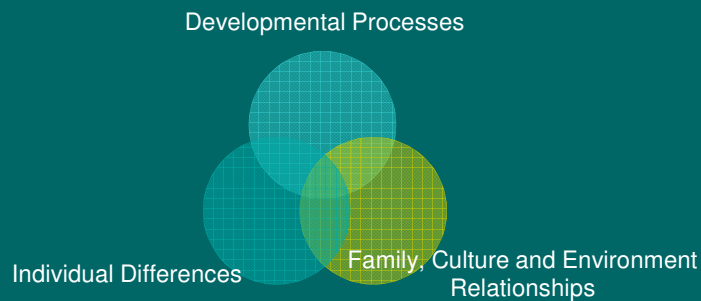 Developmental Processes
Individual Differences
Family, Culture and Environment
Relationships